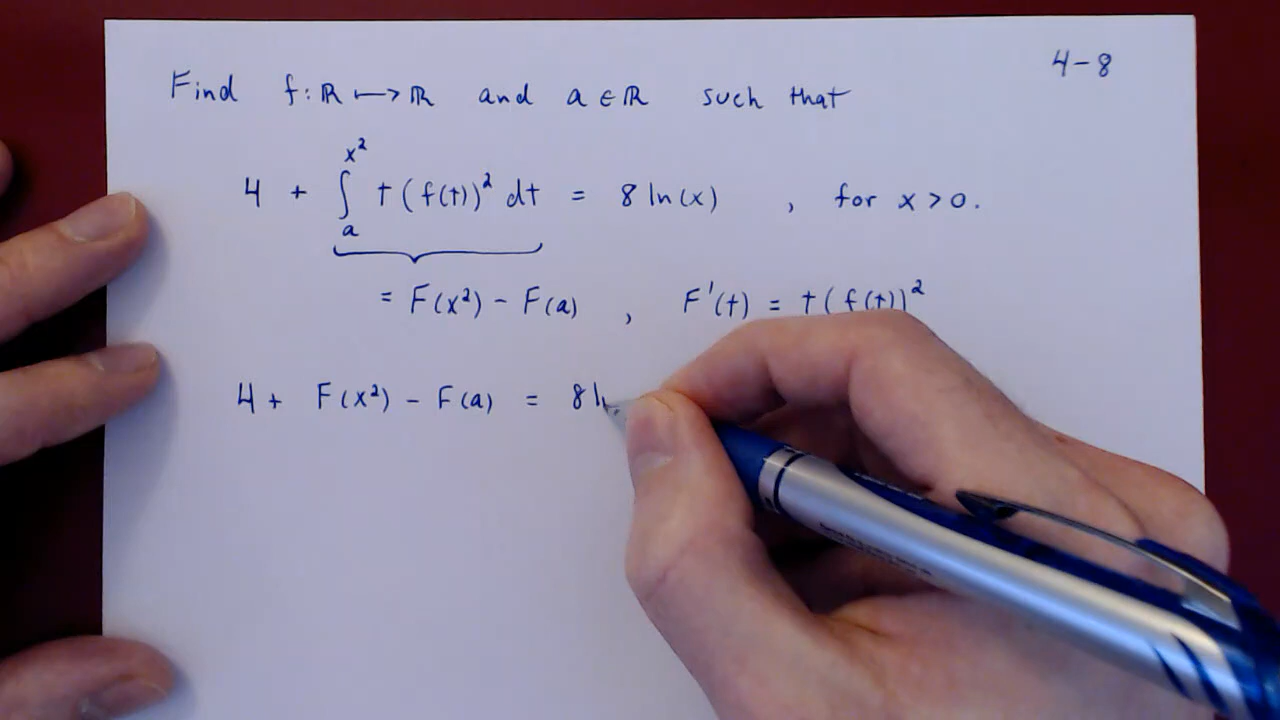 4-8
Find f: ℝ ⟼ ℝ and a ∈ ℝ such that
4 + ∫ₐ^{x²} t (f(t))² dt = 8 ln(x) , for x > 0.
= F(x²) - F(a) , F'(t) = t (f(t))²
4 + F(x²) - F(a) = 8 l